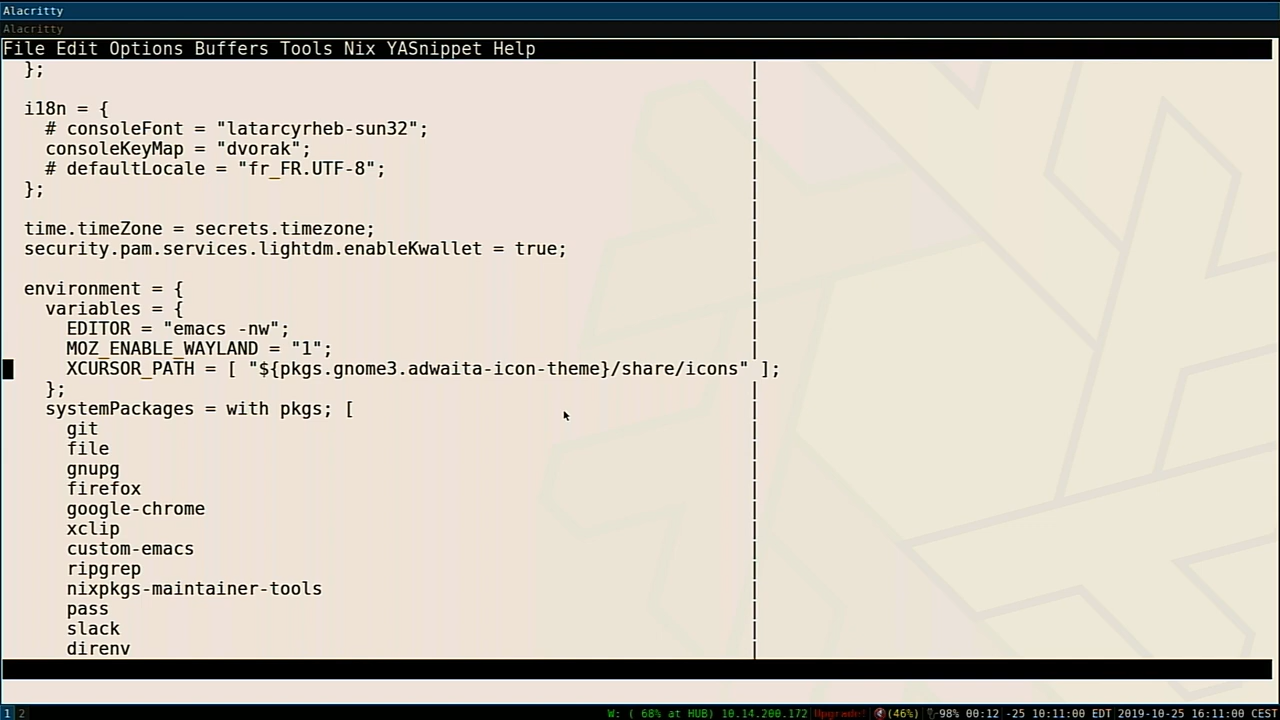 Alacritty
Alacritty
File Edit Options Buffers Tools Nix YASnippet Help
};
i18n = {
# consoleFont = "latarcyrheb-sun32";
consoleKeyMap = "dvorak";
# defaultLocale = "fr_FR.UTF-8";
};
time.timeZone = secrets.timezone;
security.pam.services.lightdm.enableKwallet = true;
environment = {
variables = {
EDITOR = "emacs -nw";
MOZ_ENABLE_WAYLAND = "1";
XCURSOR_PATH = [ "${pkgs.gnome3.adwaita-icon-theme}/share/icons" ];
};
systemPackages = with pkgs; [
git
file
gnupg
firefox
google-chrome
xclip
custom-emacs
ripgrep
nixpkgs-maintainer-tools
pass
slack
direnv
1 2 W: ( 68% at HUB) 10.14.200.172 Upgrade! (46%) 98% 00:12 -25 10:11:00 EDT 2019-10-25 16:11:00 CEST